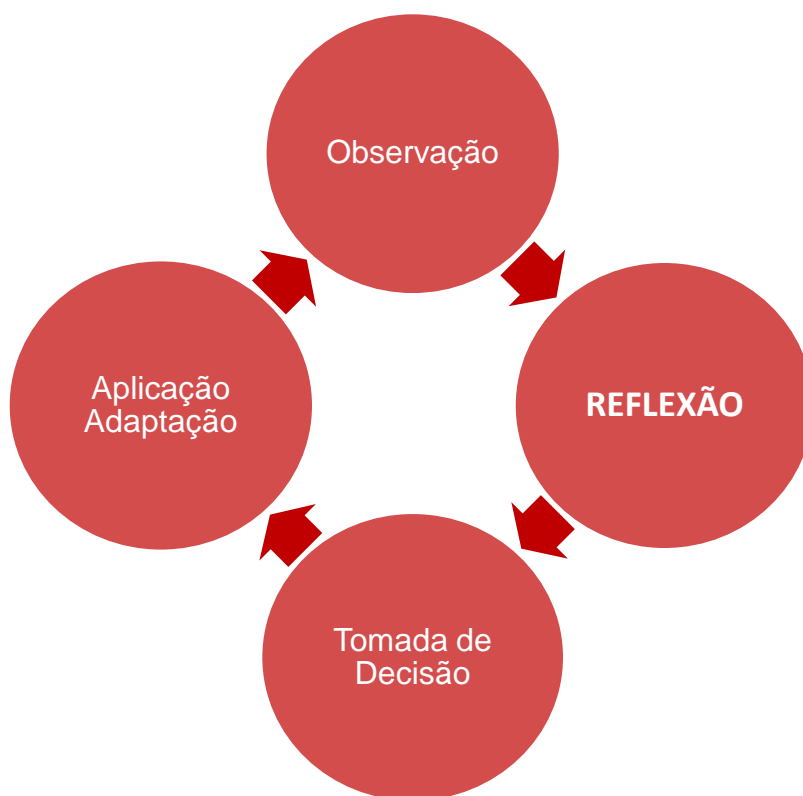 Observação
REFLEXÃO
Tomada de
Decisão
Aplicação
Adaptação